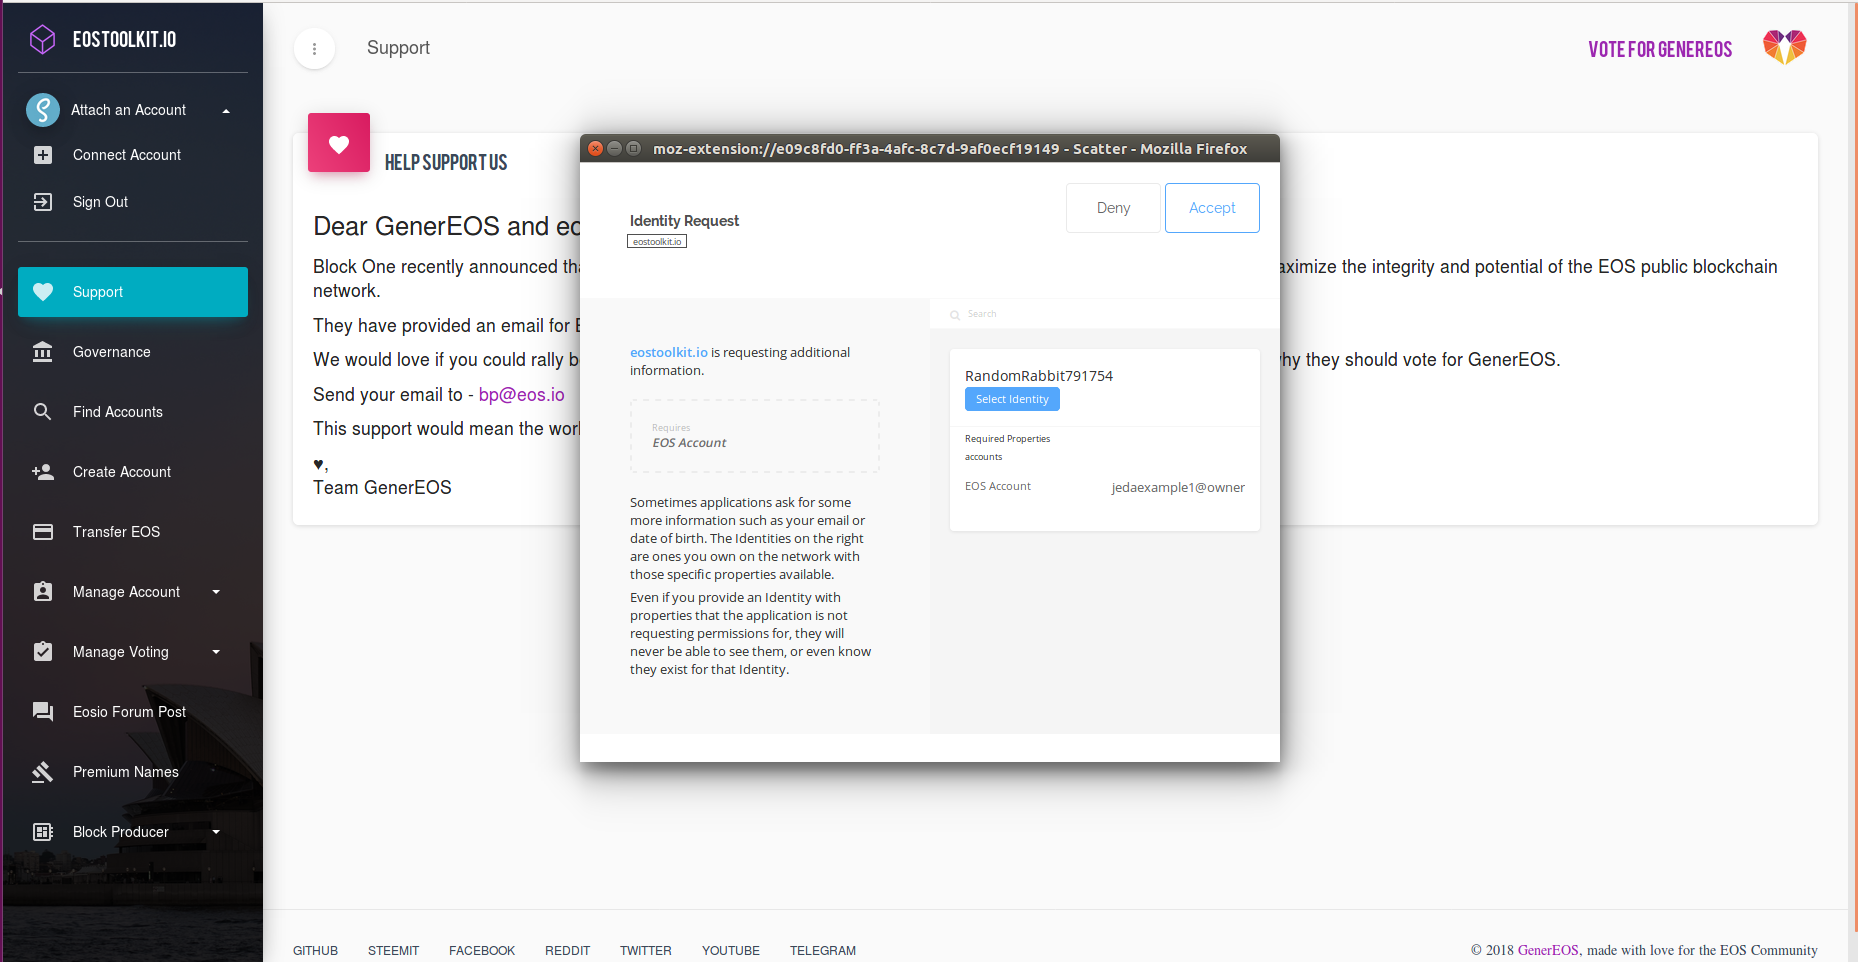 EOSTOOLKIT.IO
Attach an Account
Connect Account
Sign Out
Support
Governance
Find Accounts
Create Account
Transfer EOS
Manage Account
Manage Voting
Eosio Forum Post
Premium Names
Block Producer
Support
VOTE FOR GENEREOS
HELP SUPPORT US
Dear GenerEOS and
Block One recently announced
aximize the integrity and potential of the EOS public blockchain
network.
They have provided an email for
We would love if you could rally
hy they should vote for GenerEOS.
Send your email to - bp@eos.io
This support would mean the
♥,
Team GenerEOS
moz-extension://e09c8fd0-ff3a-4afc-8c7d-9af0ecf19149 - Scatter - Mozilla Firefox
Identity Request
eostoolkit.io
Deny
Accept
eostoolkit.io is requesting additional
information.
Requires
EOS Account
Sometimes applications ask for some
more information such as your email or
date of birth. The Identities on the right
are ones you own on the network with
those specific properties available.
Even if you provide an Identity with
properties that the application is not
requesting permissions for, they will
never be able to see them, or even know
they exist for that Identity.
Search
RandomRabbit791754
Select Identity
Required Properties
accounts
EOS Account jedaexample1@owner
GITHUB STEEMIT FACEBOOK REDDIT TWITTER YOUTUBE TELEGRAM
© 2018 GenerEOS, made with love for the EOS Community